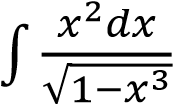 ∫ x²dx / √(1−x³)